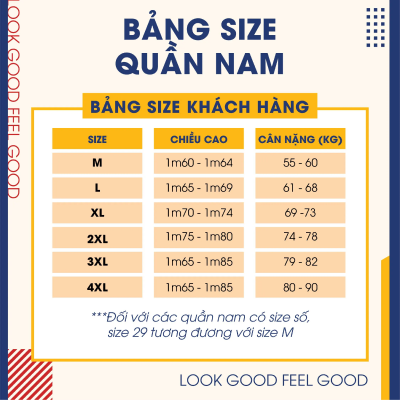 LOOK GOOD FEEL GOOD
BẢNG SIZE
QUẦN NAM
BẢNG SIZE KHÁCH HÀNG
SIZE CHIỀU CAO CÂN NẶNG (KG)
M 1m60 - 1m64 55 - 60
L 1m65 - 1m69 61 - 68
XL 1m70 - 1m74 69 -73
2XL 1m75 - 1m80 74 - 78
3XL 1m65 - 1m85 79 - 82
4XL 1m65 - 1m85 80 - 90
***Đối với các quần nam có size số,
size 29 tương đương với size M
LOOK GOOD FEEL GOOD